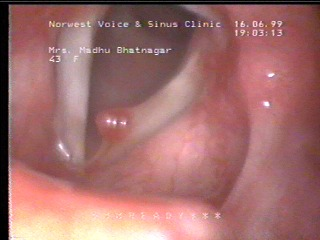 Norwest Voice & Sinus Clinic 16.06.99
19:03:13
Mrs. Madhu Bhatnagar
43 F